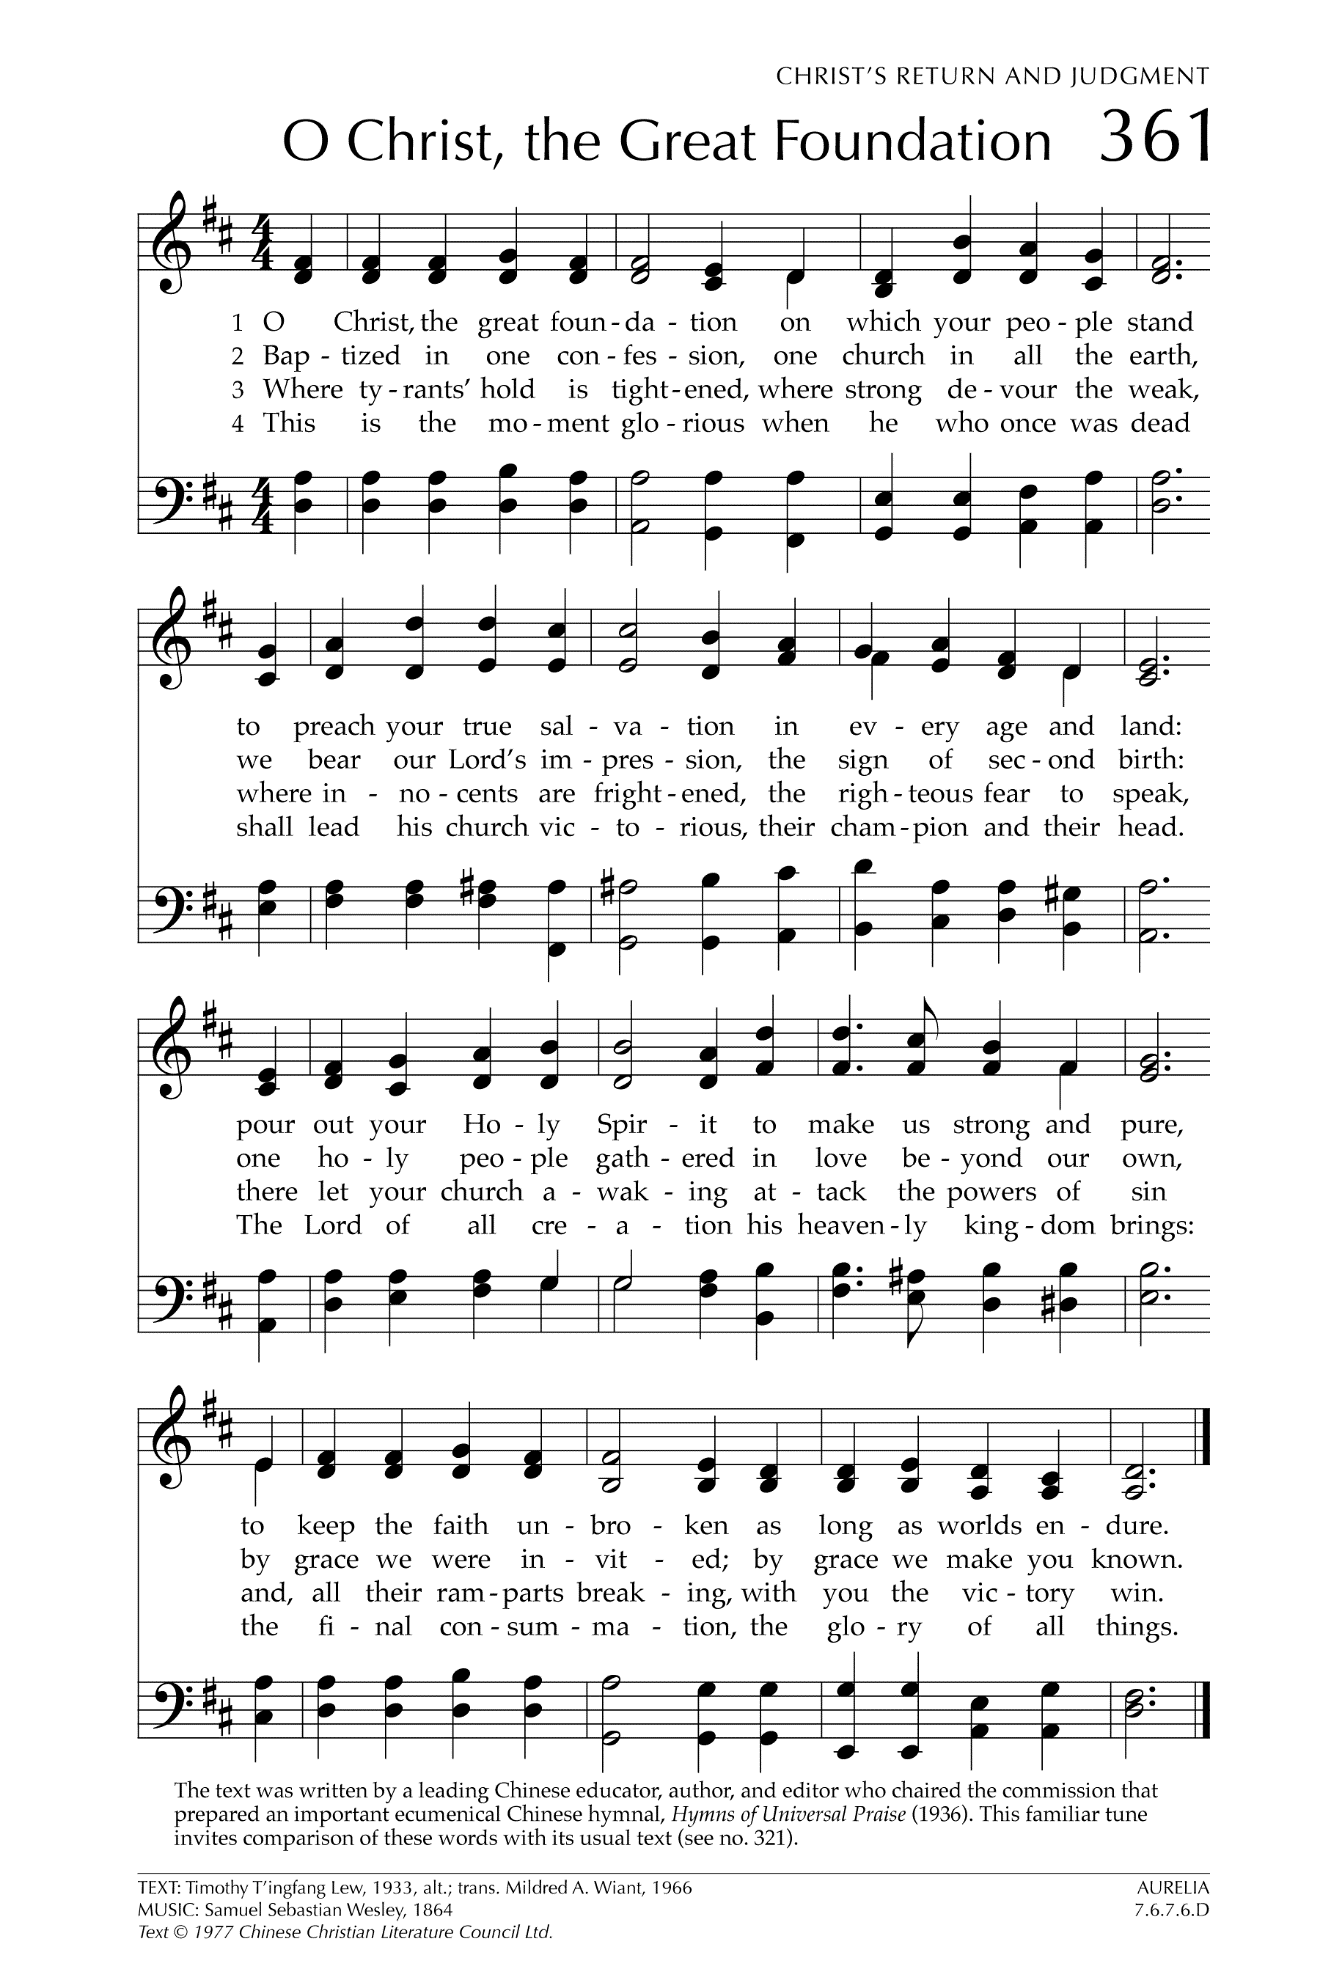 CHRIST'S RETURN AND JUDGMENT
O Christ, the Great Foundation 361
1 O Christ, the great foun - da - tion on which your peo - ple stand
2 Bap - tized in one con - fes - sion, one church in all the earth,
3 Where ty - rants' hold is tight - ened, where strong de - vour the weak,
4 This is the mo - ment glo - rious when he who once was dead
to preach your true sal - va - tion in ev - ery age and land:
we bear our Lord's im - pres - sion, the sign of sec - ond birth:
where in - no - cents are fright - ened, the righ - teous fear to speak,
shall lead his church vic - to - rious, their cham - pion and their head.
pour out your Ho - ly Spir - it to make us strong and pure,
one ho - ly peo - ple gath - ered in love be - yond our own,
there let your church a - wak - ing at - tack the powers of sin
The Lord of all cre - a - tion his heaven - ly king - dom brings:
to keep the faith un - bro - ken as long as worlds en - dure.
by grace we were in - vit - ed; by grace we make you known.
and, all their ram - parts break - ing, with you the vic - tory win.
the fi - nal con - sum - ma - tion, the glo - ry of all things.
The text was written by a leading Chinese educator, author, and editor who chaired the commission that
prepared an important ecumenical Chinese hymnal, Hymns of Universal Praise (1936). This familiar tune
invites comparison of these words with its usual text (see no. 321).
TEXT: Timothy T'ingfang Lew, 1933, alt.; trans. Mildred A. Wiant, 1966 AURELIA
MUSIC: Samuel Sebastian Wesley, 1864 7.6.7.6.D
Text © 1977 Chinese Christian Literature Council Ltd.